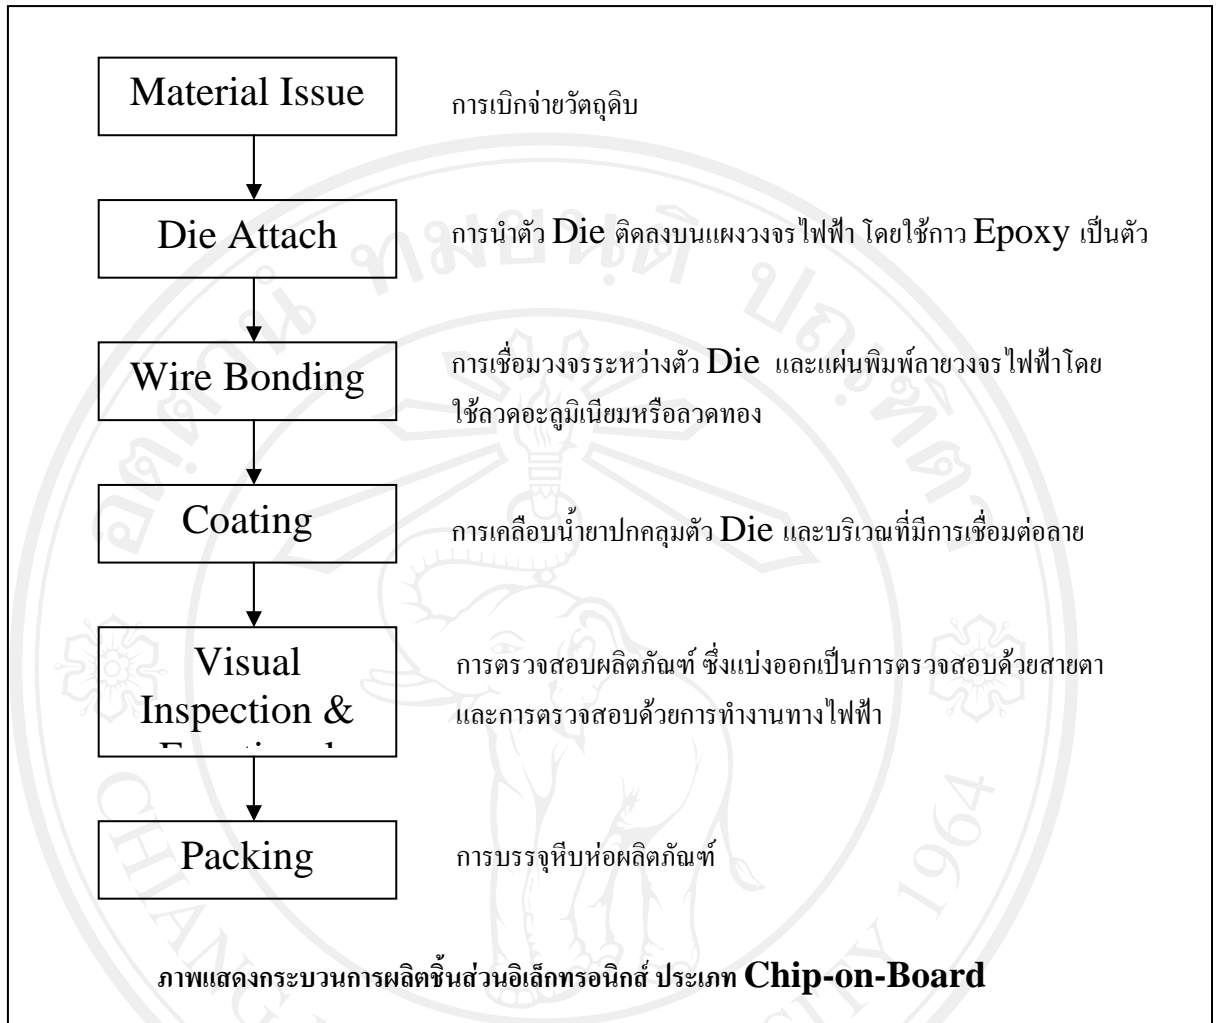 Material Issue
การเบิกจ่ายวัตถุดิบ
Die Attach
การนำตัว Die ติดลงบนแผงวงจรไฟฟ้า โดยใช้กาว Epoxy เป็นตัว
Wire Bonding
การเชื่อมวงจรระหว่างตัว Die และแผ่นพิมพ์ลายวงจรไฟฟ้าโดย
ใช้ลวดอะลูมิเนียมหรือลวดทอง
Coating
การเคลือบน้ำยาปกคลุมตัว Die และบริเวณที่มีการเชื่อมต่อลาย
Visual
Inspection &
การตรวจสอบผลิตภัณฑ์ ซึ่งแบ่งออกเป็นการตรวจสอบด้วยสายตา
และการตรวจสอบด้วยการทำงานทางไฟฟ้า
Packing
การบรรจุหีบห่อผลิตภัณฑ์
ภาพแสดงกระบวนการผลิตชิ้นส่วนอิเล็กทรอนิกส์ ประเภท Chip-on-Board